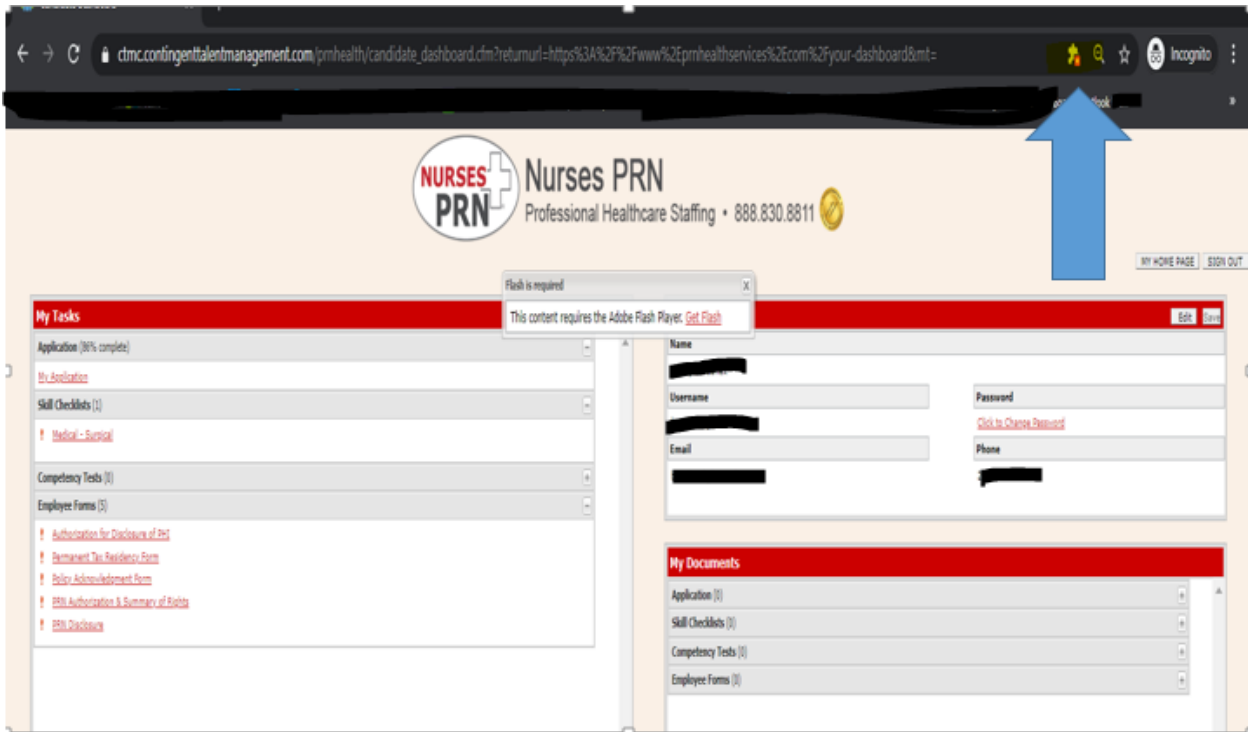 ctmc.contingenttalentmanagement.com/prnhealth/candidate_dashboard.cfm?returnurl=https%3A%2F%2Fwww%2Eprnhealthservices%2Ecom%2Fyour-dashboard&mt=
Incognito
NURSES PRN
Nurses PRN
Professional Healthcare Staffing • 888.830.8811
MY HOME PAGE SIGN OUT
Flash is required X
This content requires the Adobe Flash Player. Get Flash
My Tasks
Edit Save
Application (86% complete)
Name
My Application
Skill Checklists (1)
Username Password
Medical - Surgical
Click to Change Password
Email Phone
Competency Tests (0)
Employee Forms (5)
Authorization for Disclosure of PHI
Permanent Tax Residency Form
Policy Acknowledgment Form
PRN Authorization & Summary of Rights
PRN Disclosure
My Documents
Application (0)
Skill Checklists (0)
Competency Tests (0)
Employee Forms (0)